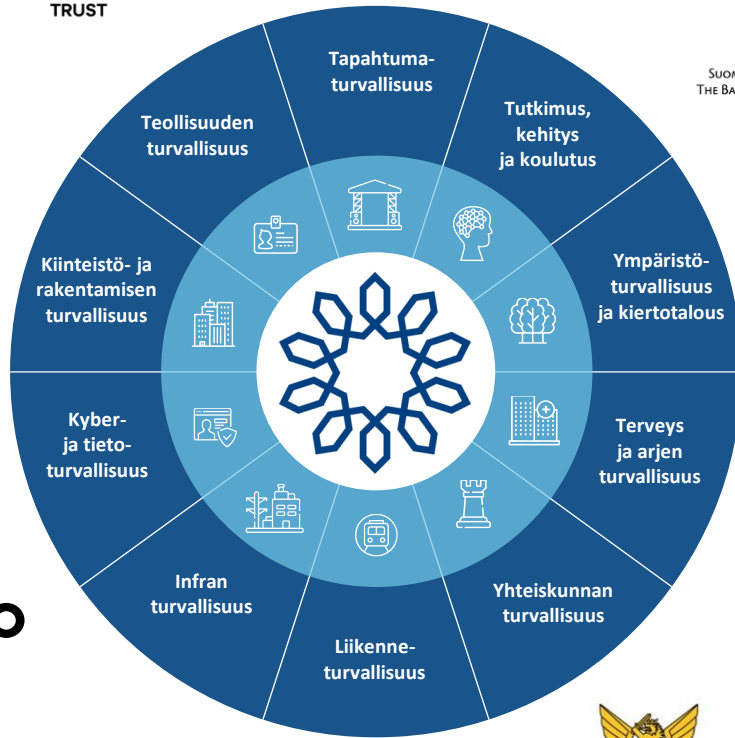 TRUST
Tapahtuma-
turvallisuus
Tutkimus,
kehitys
ja koulutus
Ympäristö-
turvallisuus
ja kiertotalous
Terveys
ja arjen
turvallisuus
Yhteiskunnan
turvallisuus
Liikenne-
turvallisuus
Infran
turvallisuus
Kyber-
ja tieto-
turvallisuus
Kiinteistö- ja
rakentamisen
turvallisuus
Teollisuuden
turvallisuus
THE